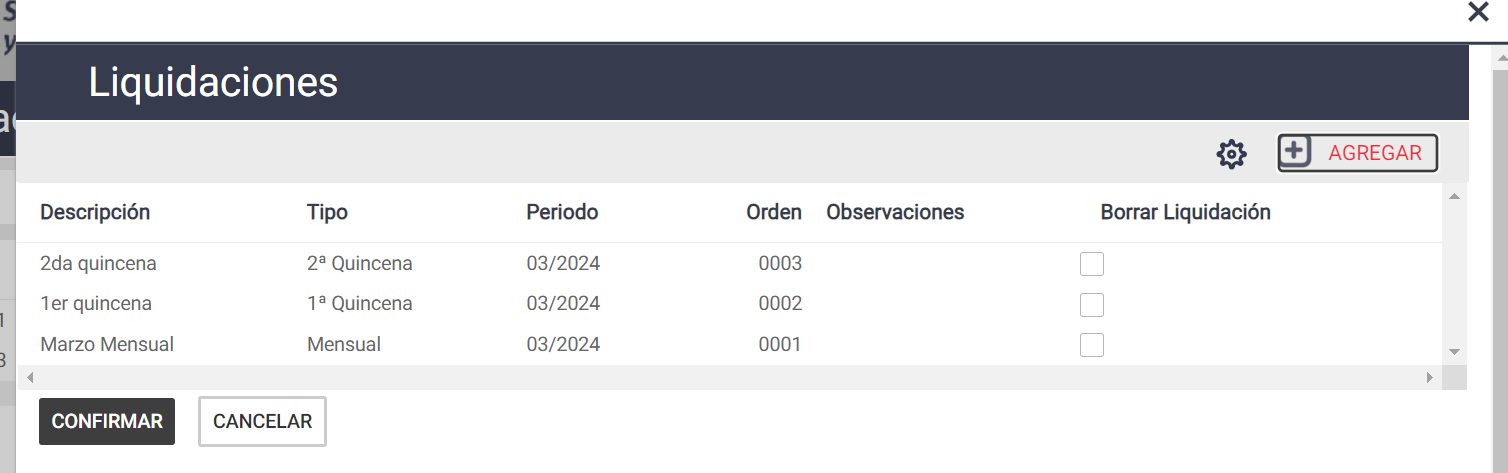 Liquidaciones
AGREGAR
Descripción Tipo Periodo Orden Observaciones Borrar Liquidación
2da quincena 2ª Quincena 03/2024 0003
1er quincena 1ª Quincena 03/2024 0002
Marzo Mensual Mensual 03/2024 0001
CONFIRMAR CANCELAR